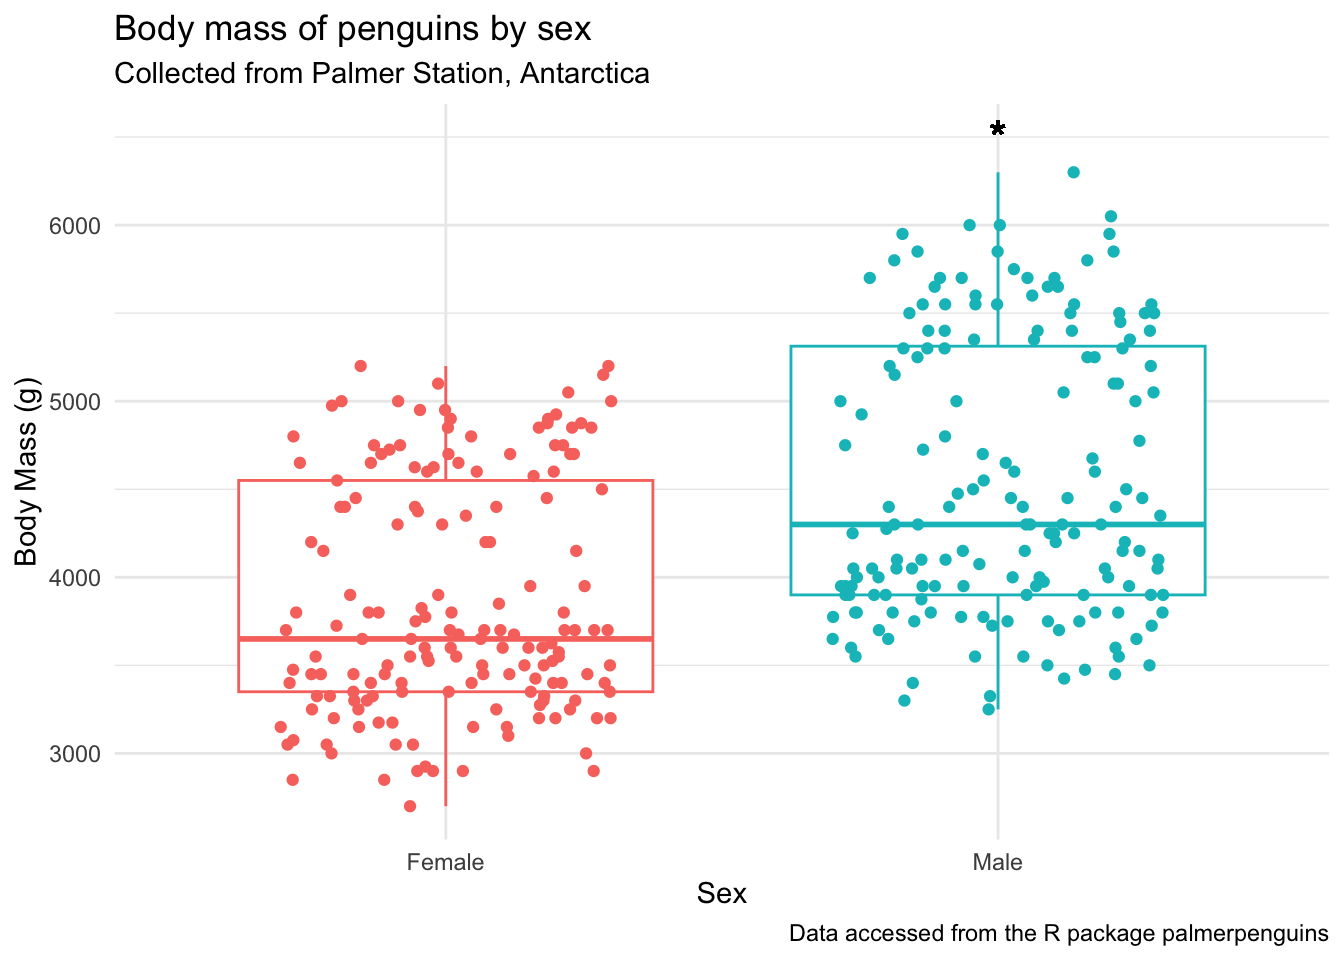 Body mass of penguins by sex
Collected from Palmer Station, Antarctica
*
6000
5000
4000
3000
Body Mass (g)
Female
Male
Sex
Data accessed from the R package palmerpenguins